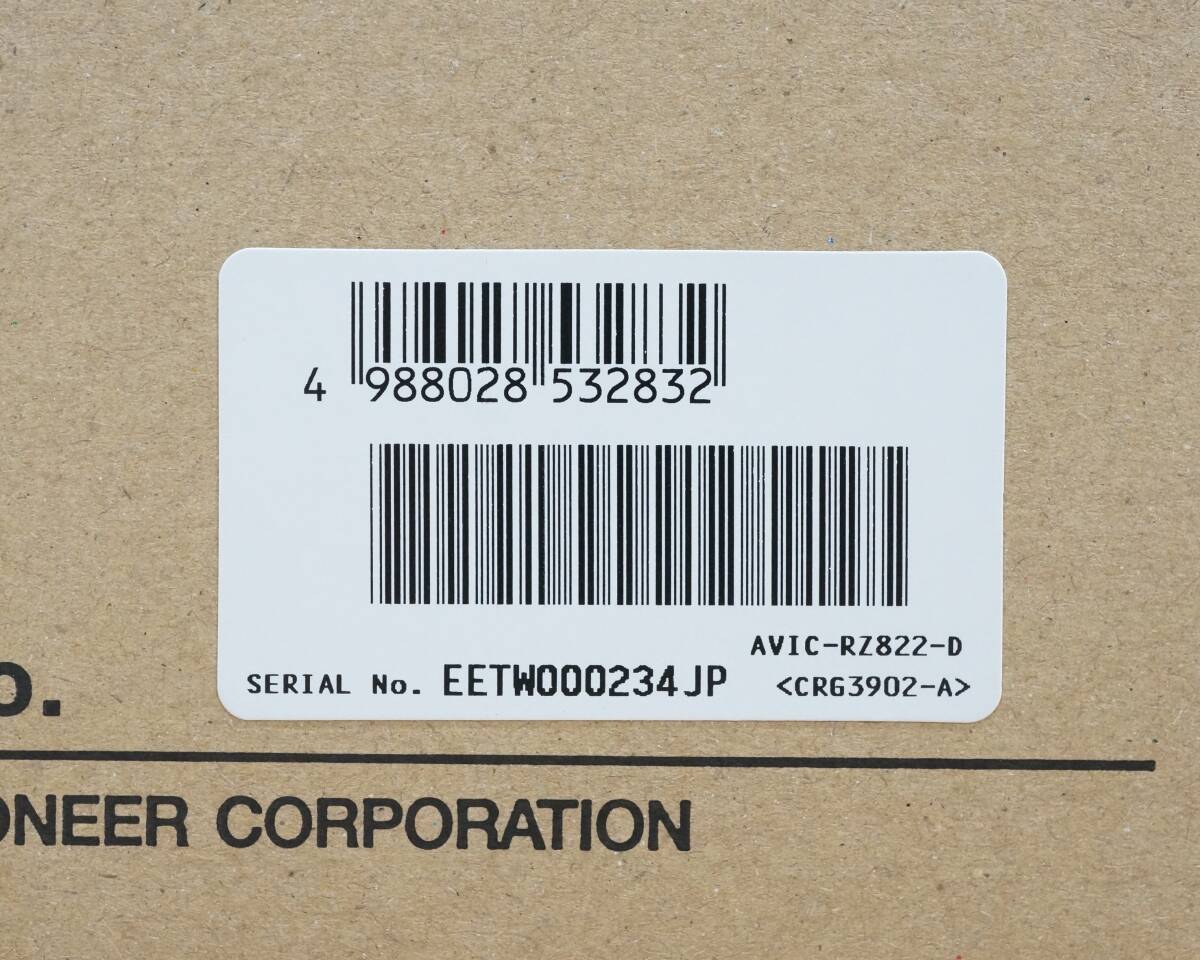 4 988028 532832
AVIC-RZ822-D
SERIAL No. EETW000234JP <CRG3902-A>
o.
ONEER CORPORATION